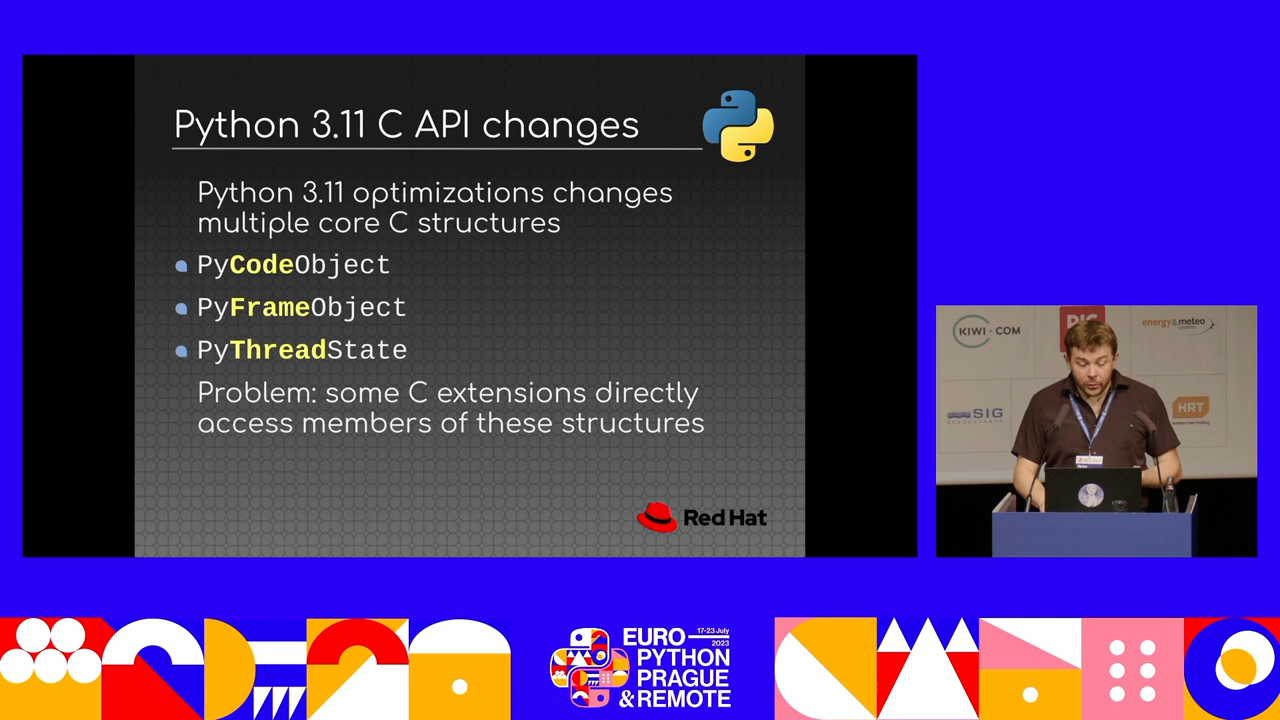 Python 3.11 C API changes
Python 3.11 optimizations changes
multiple core C structures
PyCodeObject
PyFrameObject
PyThreadState
Problem: some C extensions directly
access members of these structures
Red Hat
KIWI.COM
energy & meteo
systems
SIG
HRT
EURO
17-23 July
2023
PYTHON
PRAGUE
& REMOTE